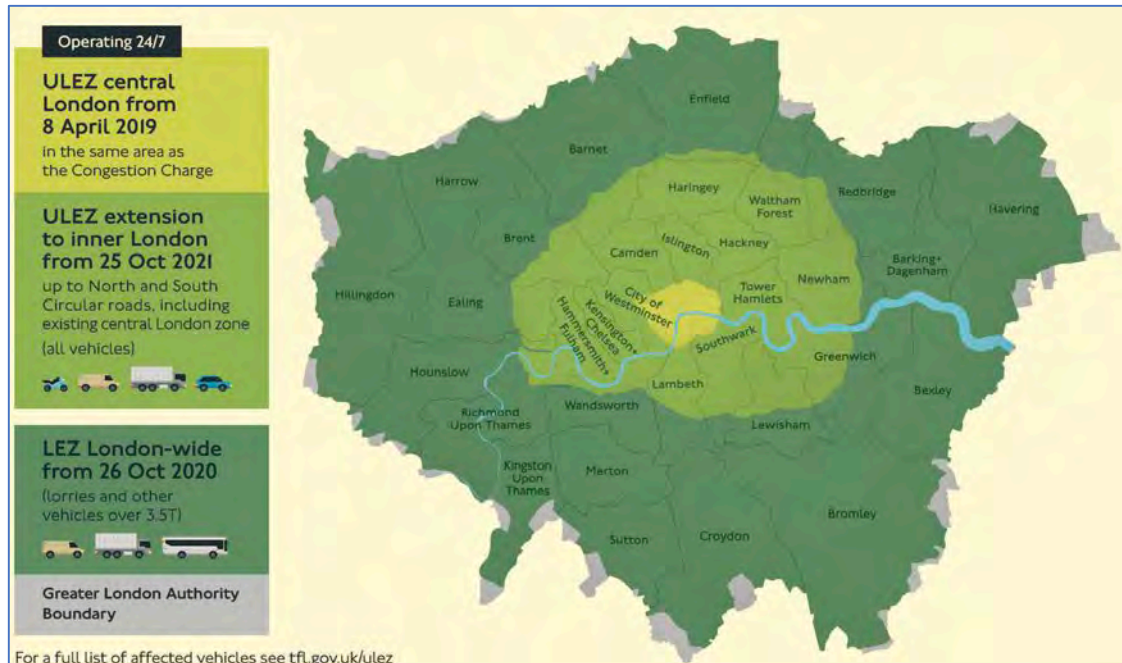 Operating 24/7
ULEZ central
London from
8 April 2019
in the same area as
the Congestion Charge
ULEZ extension
to inner London
from 25 Oct 2021
up to North and South
Circular roads, including
existing central London zone
(all vehicles)
LEZ London-wide
from 26 Oct 2020
(lorries and other
vehicles over 3.5T)
Greater London Authority
Boundary
For a full list of affected vehicles see tfl.gov.uk/ulez
Enfield
Barnet
Harrow
Haringey
Waltham
Forest
Redbridge
Havering
Brent
Camden
Islington
Hackney
Barking+
Dagenham
Hillingdon
Ealing
Newham
Tower
Hamlets
City of
Westminster
Kensington+
Chelsea
Hammersmith+
Fulham
Southwark
Greenwich
Hounslow
Bexley
Lambeth
Wandsworth
Richmond
Upon Thames
Lewisham
Kingston
Upon
Thames
Merton
Bromley
Sutton
Croydon